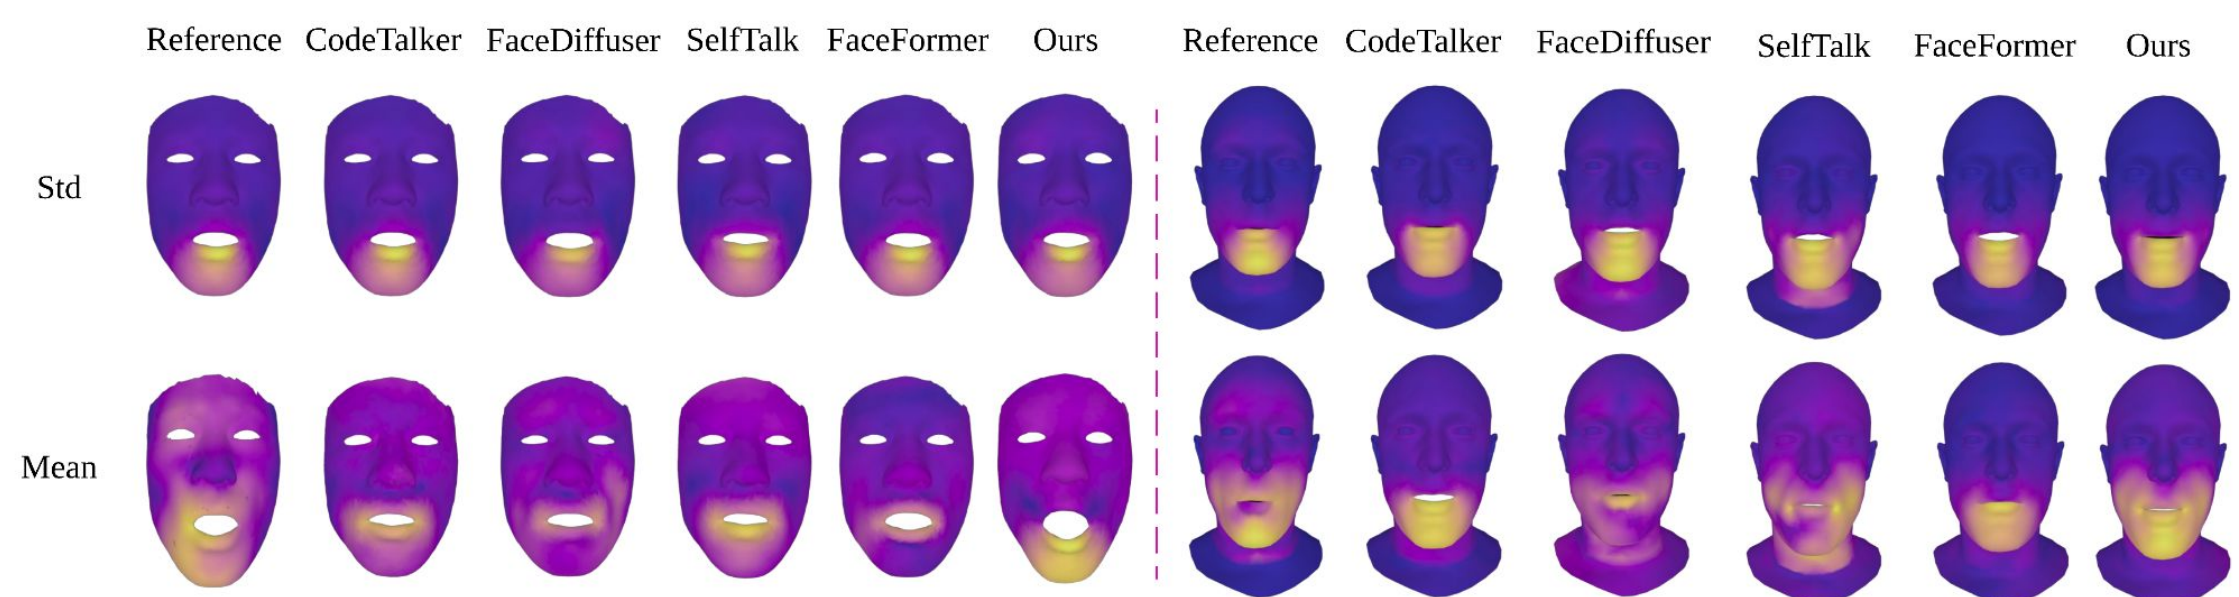 Reference CodeTalker FaceDiffuser SelfTalk FaceFormer Ours Reference CodeTalker FaceDiffuser SelfTalk FaceFormer Ours
Std
Mean